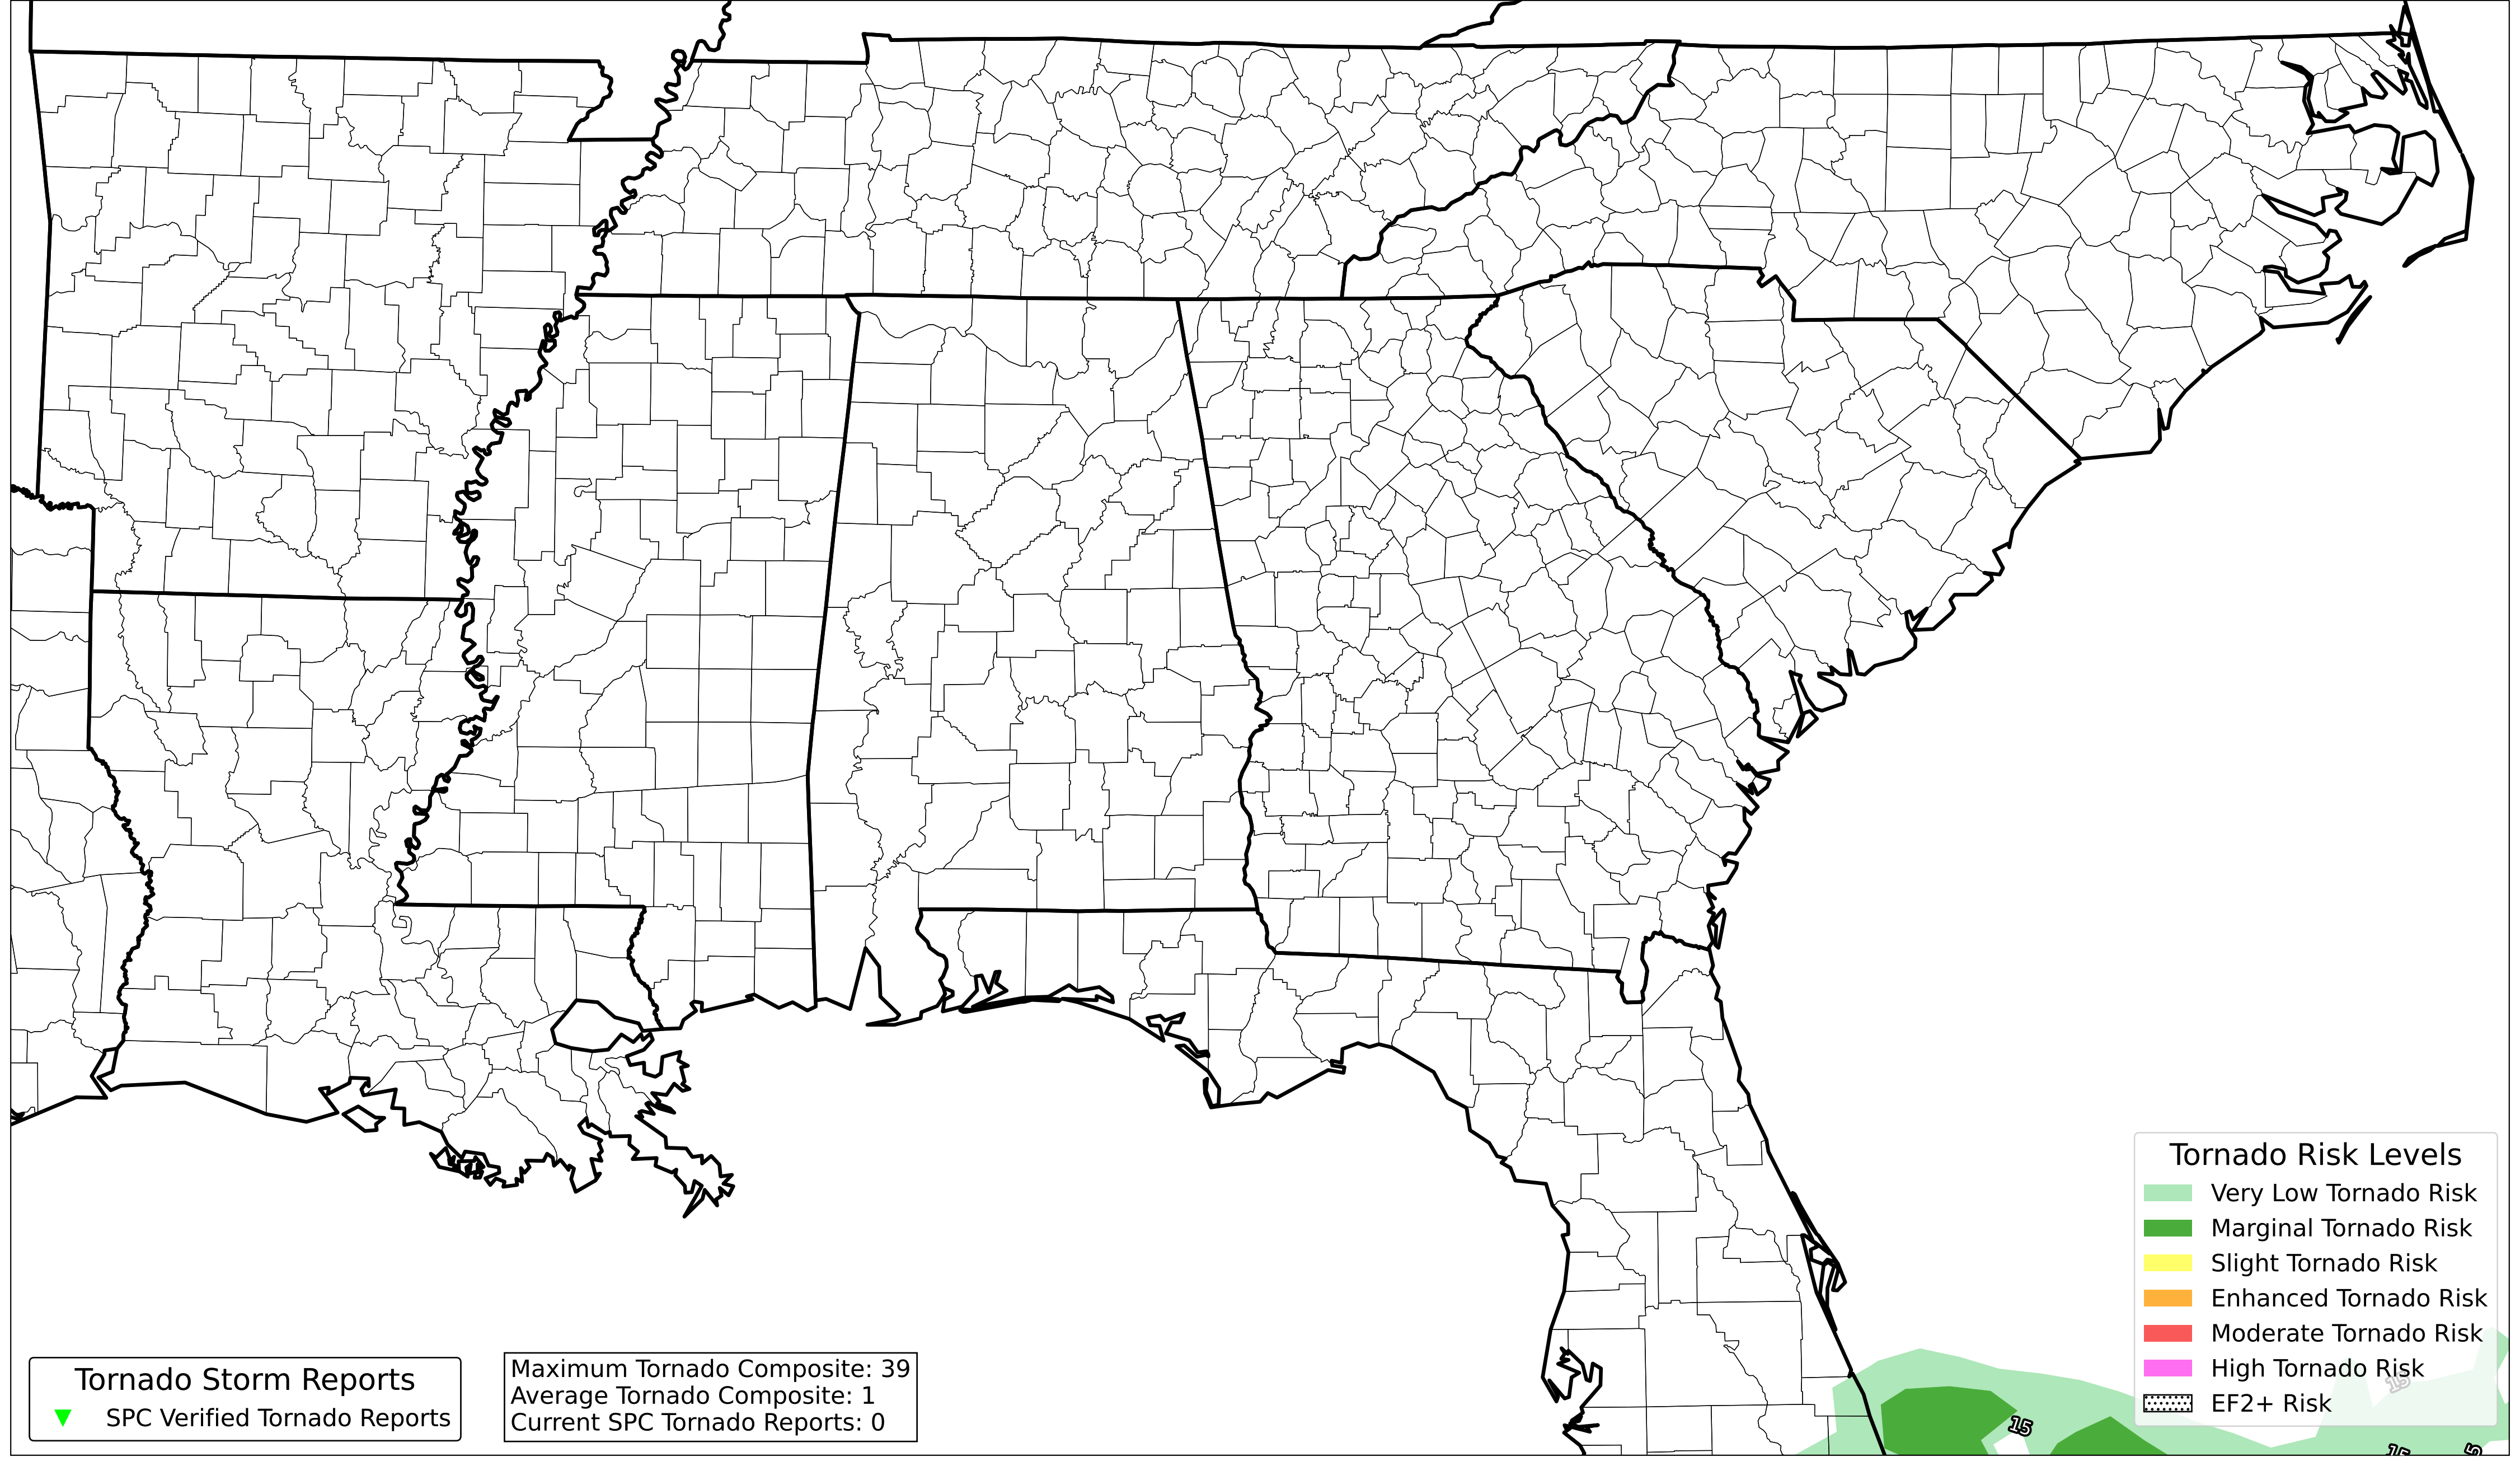 Tornado Risk Levels
Very Low Tornado Risk
Marginal Tornado Risk
Slight Tornado Risk
Enhanced Tornado Risk
Moderate Tornado Risk
High Tornado Risk
EF2+ Risk
Tornado Storm Reports
SPC Verified Tornado Reports
Maximum Tornado Composite: 39
Average Tornado Composite: 1
Current SPC Tornado Reports: 0
15
15
15